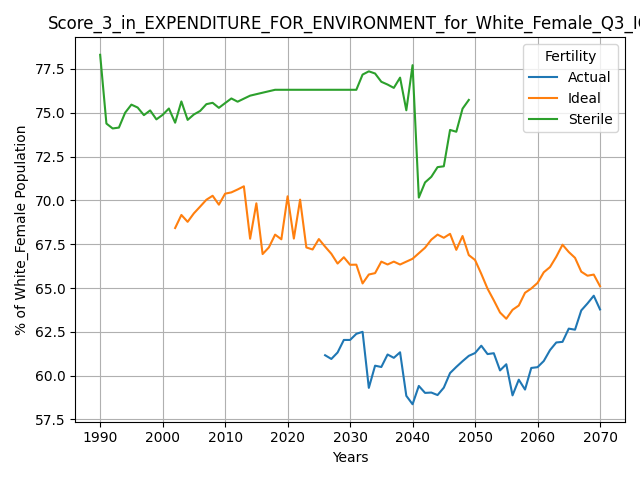 Score_3_in_EXPENDITURE_FOR_ENVIRONMENT_for_White_Female_Q3_I
Fertility
Actual
Ideal
Sterile
% of White_Female Population
77.5
75.0
72.5
70.0
67.5
65.0
62.5
60.0
57.5
1990
2000
2010
2020
2030
2040
2050
2060
2070
Years